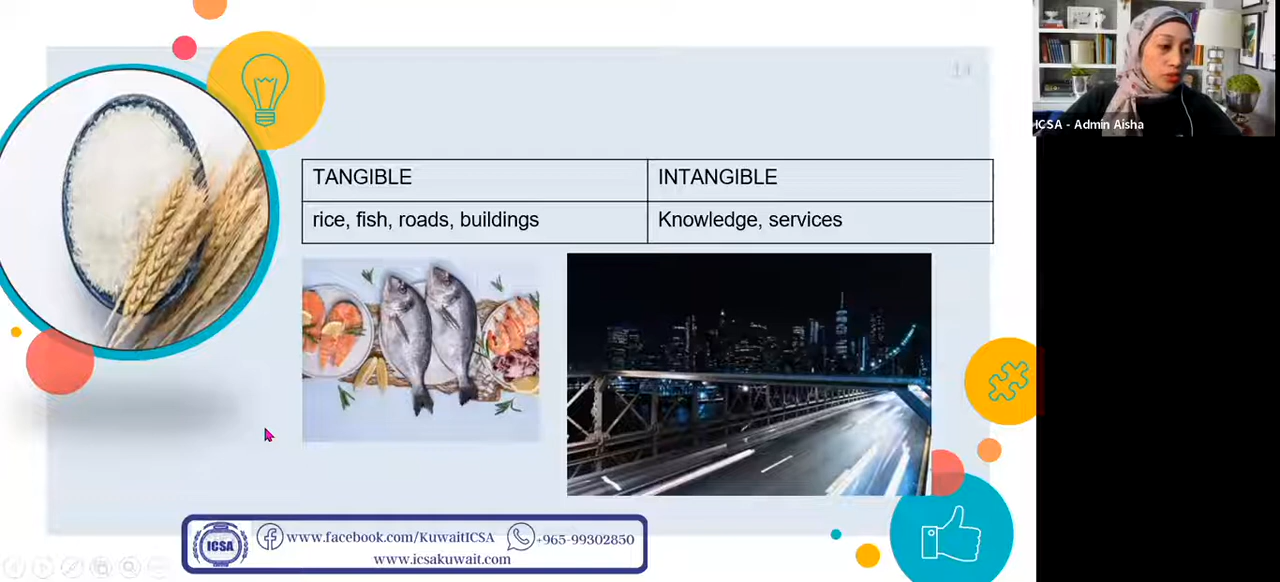 14
ICSA - Admin Aisha
TANGIBLE
INTANGIBLE
rice, fish, roads, buildings
Knowledge, services
ICSA
www.facebook.com/KuwaitICSA
+965-99302850
www.icsakuwait.com